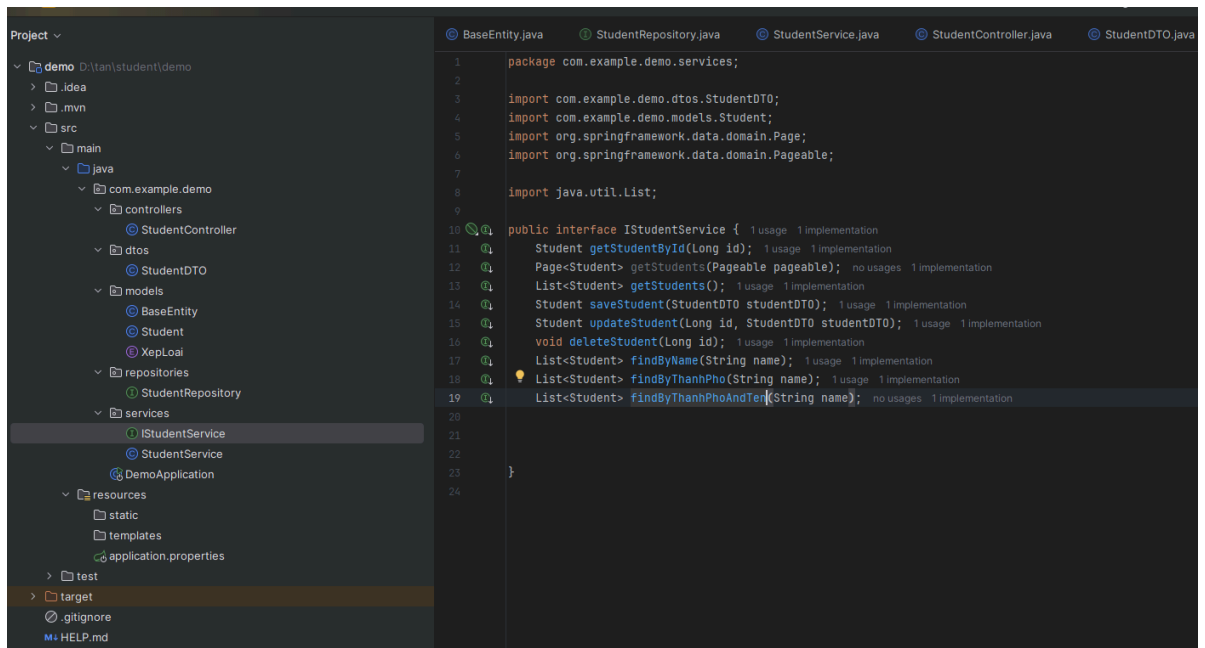 Project
demo D:\tan\student\demo
.idea
.mvn
src
main
java
com.example.demo
controllers
StudentController
dtos
StudentDTO
models
BaseEntity
Student
XepLoai
repositories
StudentRepository
services
IStudentService
StudentService
DemoApplication
resources
static
templates
application.properties
test
target
.gitignore
HELP.md
BaseEntity.java StudentRepository.java StudentService.java StudentController.java StudentDTO.java
1 package com.example.demo.services;
2
3 import com.example.demo.dtos.StudentDTO;
4 import com.example.demo.models.Student;
5 import org.springframework.data.domain.Page;
6 import org.springframework.data.domain.Pageable;
7
8 import java.util.List;
9
10 public interface IStudentService { 1 usage 1 implementation
11 Student getStudentById(Long id); 1 usage 1 implementation
12 Page<Student> getStudents(Pageable pageable); no usages 1 implementation
13 List<Student> getStudents(); 1 usage 1 implementation
14 Student saveStudent(StudentDTO studentDTO); 1 usage 1 implementation
15 Student updateStudent(Long id, StudentDTO studentDTO); 1 usage 1 implementation
16 void deleteStudent(Long id); 1 usage 1 implementation
17 List<Student> findByName(String name); 1 usage 1 implementation
18 List<Student> findByThanhPho(String name); 1 usage 1 implementation
19 List<Student> findByThanhPhoAndTen(String name); no usages 1 implementation
20
21
22
23 }
24